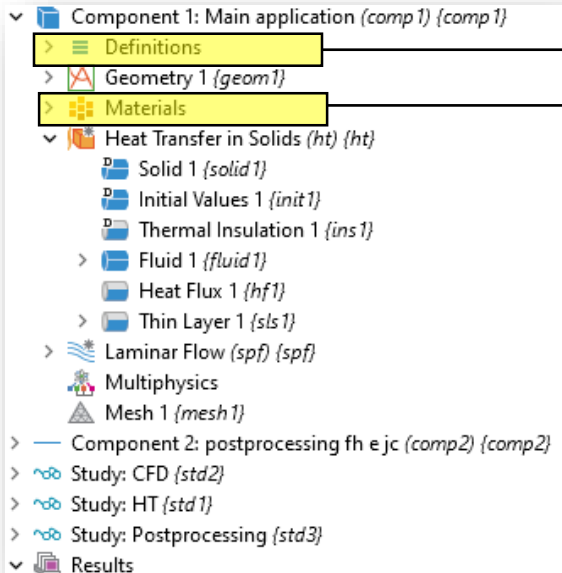 Component 1: Main application (comp1) {comp1}
Definitions
Geometry 1 {geom1}
Materials
Heat Transfer in Solids (ht) {ht}
Solid 1 {solid1}
Initial Values 1 {init1}
Thermal Insulation 1 {ins1}
Fluid 1 {fluid1}
Heat Flux 1 {hf1}
Thin Layer 1 {sls1}
Laminar Flow (spf) {spf}
Multiphysics
Mesh 1 {mesh1}
Component 2: postprocessing fh e jc (comp2) {comp2}
Study: CFD {std2}
Study: HT {std1}
Study: Postprocessing {std3}
Results